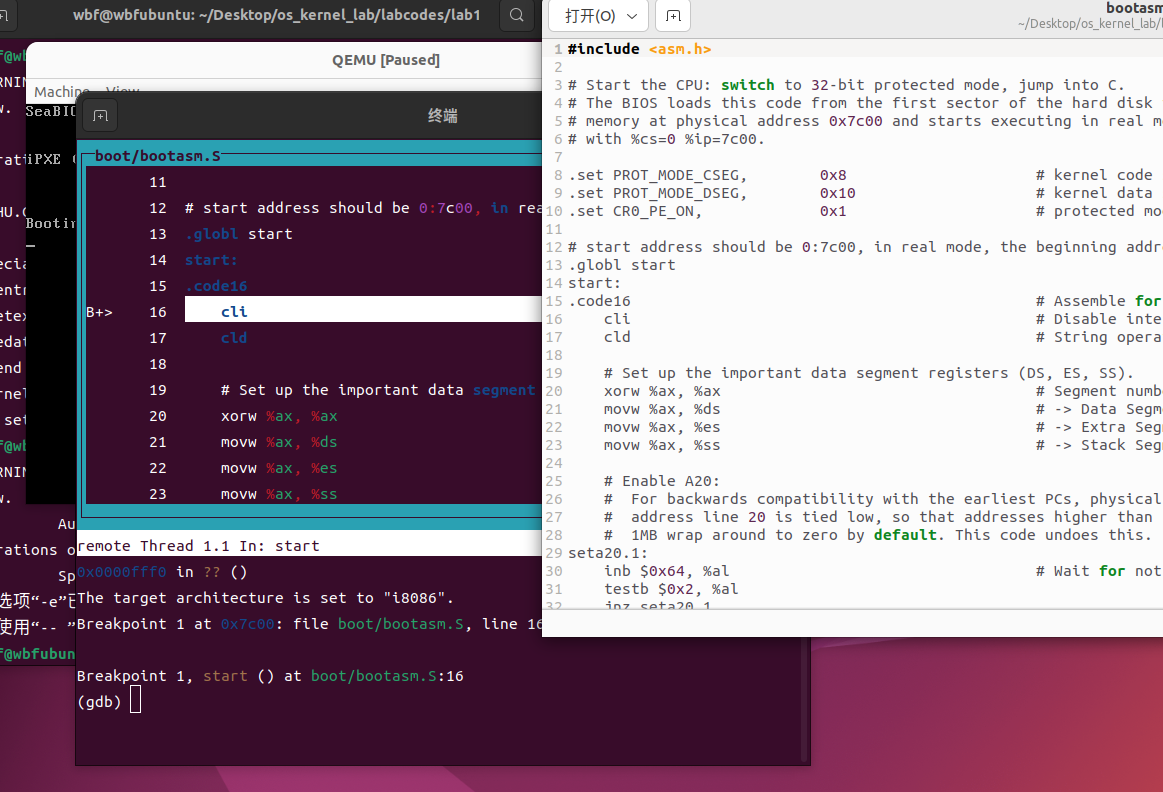 wbf@wbfubuntu: ~/Desktop/os_kernel_lab/labcodes/lab1
QEMU [Paused]
Machine View
SeaBIO
iPXE
Bootin
终端
boot/bootasm.S
11
12 # start address should be 0:7c00, in rea
13 .globl start
14 start:
15 .code16
B+> 16 cli
17 cld
18
19 # Set up the important data segment
20 xorw %ax, %ax
21 movw %ax, %ds
22 movw %ax, %es
23 movw %ax, %ss
remote Thread 1.1 In: start
0x0000fff0 in ?? ()
The target architecture is set to "i8086".
Breakpoint 1 at 0x7c00: file boot/bootasm.S, line 16
Breakpoint 1, start () at boot/bootasm.S:16
(gdb)
f@wb
RNIN
w.
rati
HU.C
ecia
entr
etex
edat
end
rnel
set
f@wb
RNIN
w.
Au
rations o
Sp
选项“-e”已
使用“-- ”
f@wbfubun
打开(O)
bootasm
~/Desktop/os_kernel_lab/l
1 #include <asm.h>
2
3 # Start the CPU: switch to 32-bit protected mode, jump into C.
4 # The BIOS loads this code from the first sector of the hard disk
5 # memory at physical address 0x7c00 and starts executing in real mo
6 # with %cs=0 %ip=7c00.
7
8 .set PROT_MODE_CSEG, 0x8 # kernel code
9 .set PROT_MODE_DSEG, 0x10 # kernel data
10 .set CR0_PE_ON, 0x1 # protected mo
11
12 # start address should be 0:7c00, in real mode, the beginning addre
13 .globl start
14 start:
15 .code16 # Assemble for
16 cli # Disable inte
17 cld # String opera
18
19 # Set up the important data segment registers (DS, ES, SS).
20 xorw %ax, %ax # Segment numbe
21 movw %ax, %ds # -> Data Segme
22 movw %ax, %es # -> Extra Segm
23 movw %ax, %ss # -> Stack Segm
24
25 # Enable A20:
26 # For backwards compatibility with the earliest PCs, physical
27 # address line 20 is tied low, so that addresses higher than
28 # 1MB wrap around to zero by default. This code undoes this.
29 seta20.1:
30 inb $0x64, %al # Wait for not
31 testb $0x2, %al
32 jnz seta20.1